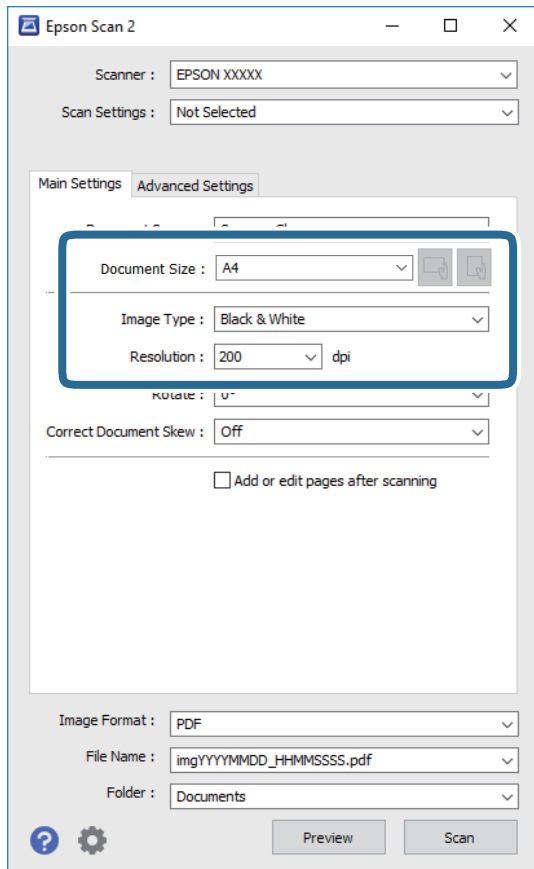 Epson Scan 2
Scanner : EPSON XXXXX
Scan Settings : Not Selected
Main Settings Advanced Settings
Document Size : A4
Image Type : Black & White
Resolution : 200 dpi
Rotate : 0°
Correct Document Skew : Off
Add or edit pages after scanning
Image Format : PDF
File Name : imgYYYYMMDD_HHMMSSSS.pdf
Folder : Documents
? Preview Scan